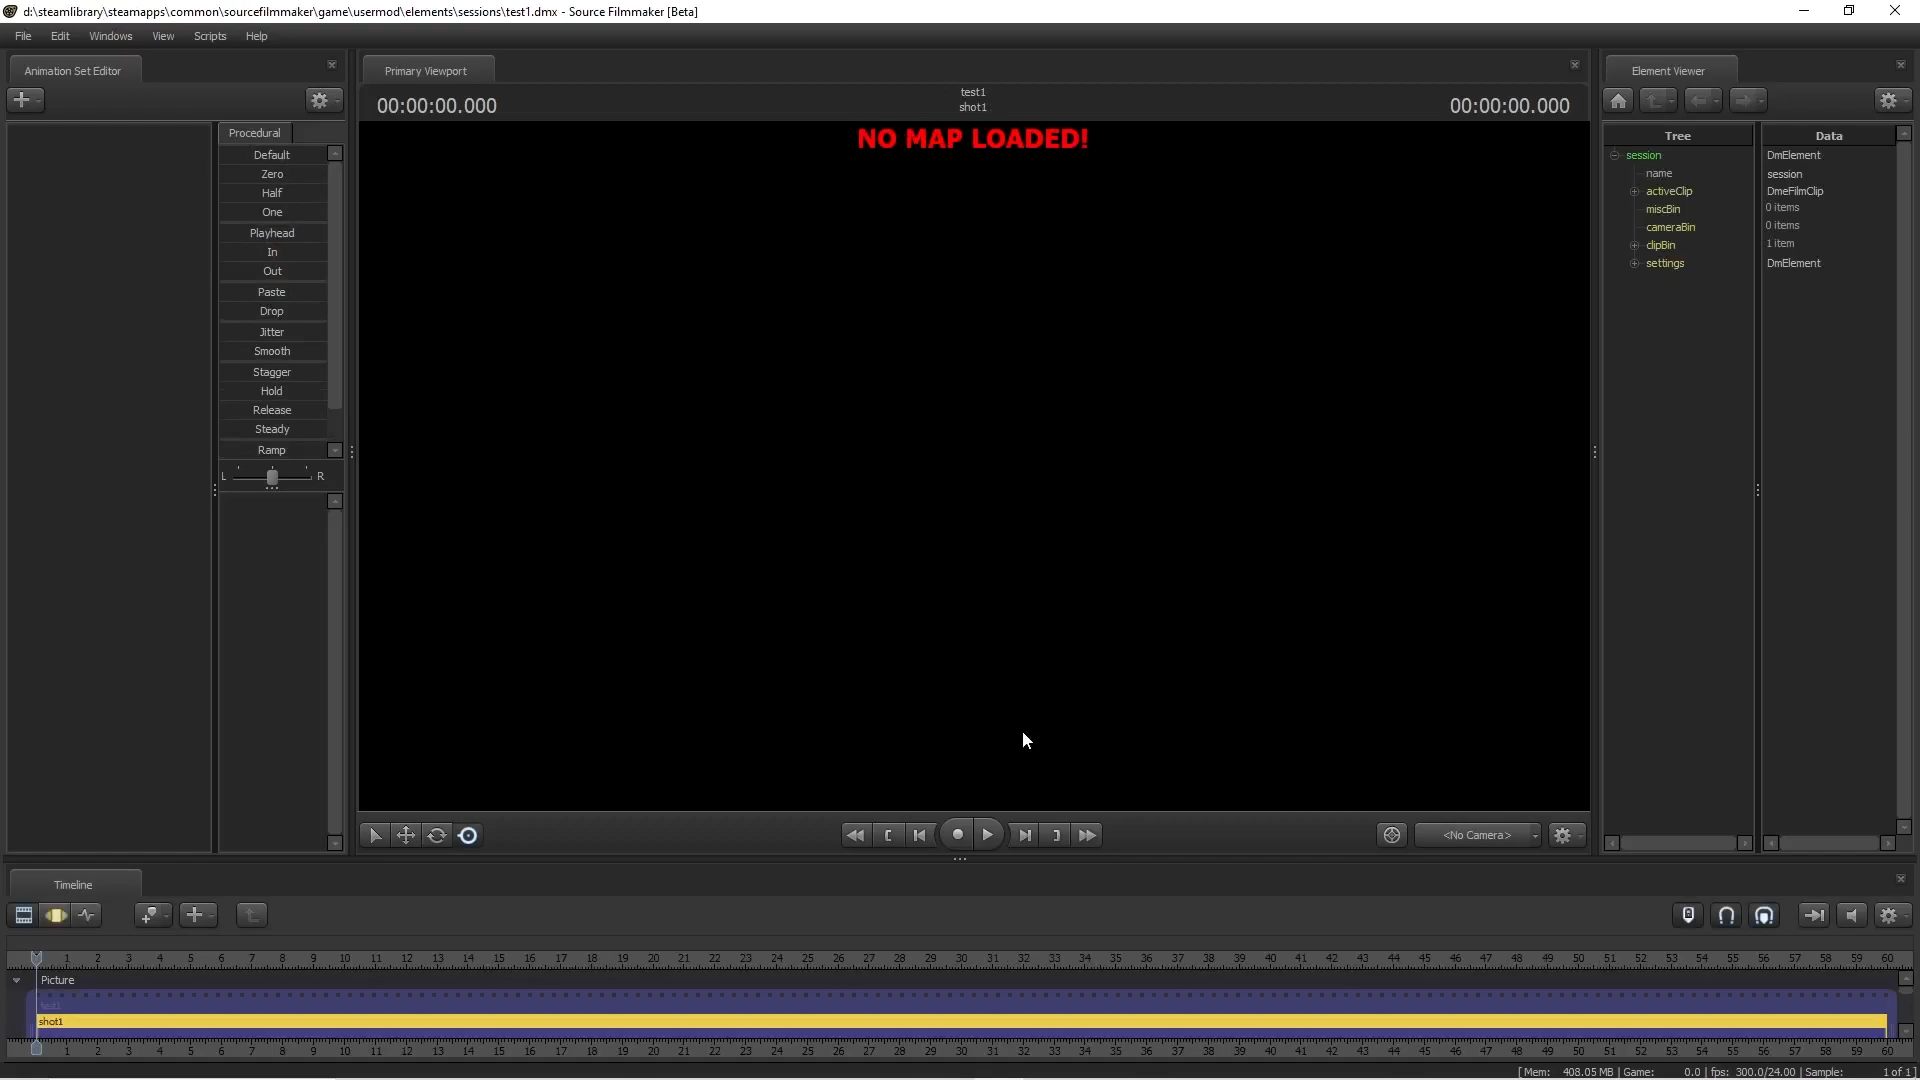 d:\steamlibrary\steamapps\common\sourcefilmmaker\game\usermod\elements\sessions\test1.dmx - Source Filmmaker [Beta]
File Edit Windows View Scripts Help
Animation Set Editor
Procedural
Default
Zero
Half
One
Playhead
In
Out
Paste
Drop
Jitter
Smooth
Stagger
Hold
Release
Steady
Ramp
L R
Primary Viewport
00:00:00.000
test1
shot1
00:00:00.000
NO MAP LOADED!
<No Camera>
Element Viewer
Tree Data
session DmElement
name session
activeClip DmeFilmClip
miscBin 0 items
cameraBin 0 items
clipBin 1 item
settings DmElement
Timeline
1 2 3 4 5 6 7 8 9 10 11 12 13 14 15 16 17 18 19 20 21 22 23 24 25 26 27 28 29 30 31 32 33 34 35 36 37 38 39 40 41 42 43 44 45 46 47 48 49 50 51 52 53 54 55 56 57 58 59 60
Picture
test1
shot1
1 2 3 4 5 6 7 8 9 10 11 12 13 14 15 16 17 18 19 20 21 22 23 24 25 26 27 28 29 30 31 32 33 34 35 36 37 38 39 40 41 42 43 44 45 46 47 48 49 50 51 52 53 54 55 56 57 58 59 60
[ Mem: 408.05 MB | Game: 0.0 | fps: 300.0/24.00 | Sample: 1 of 1 ]